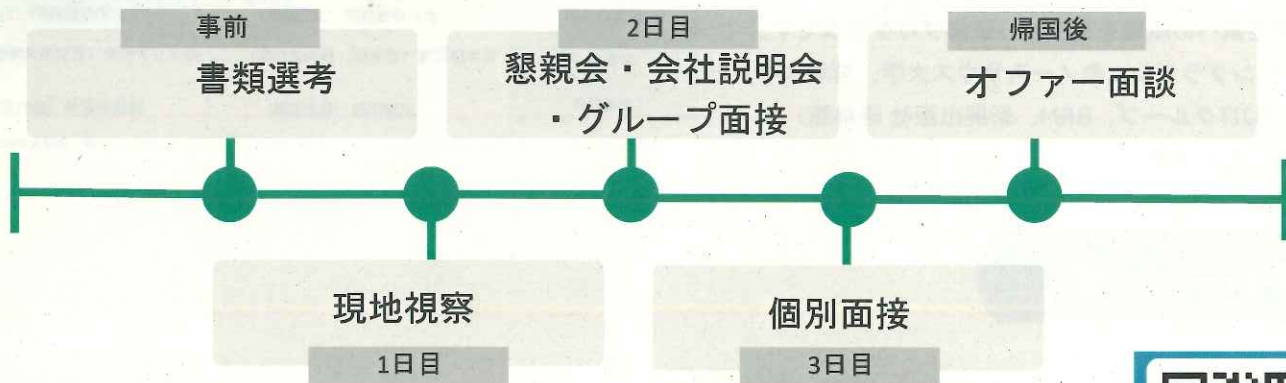 事前
書類選考
現地視察
1日目
2日目
懇親会・会社説明会
・グループ面接
個別面接
3日目
帰国後
オファー面談